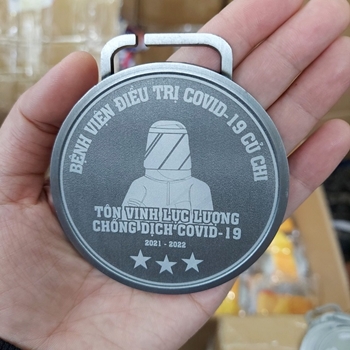 BỆNH VIỆN ĐIỀU TRỊ COVID-19 CỦ CHI
TÔN VINH LỰC LƯỢNG
CHỐNG DỊCH COVID-19
2021 - 2022